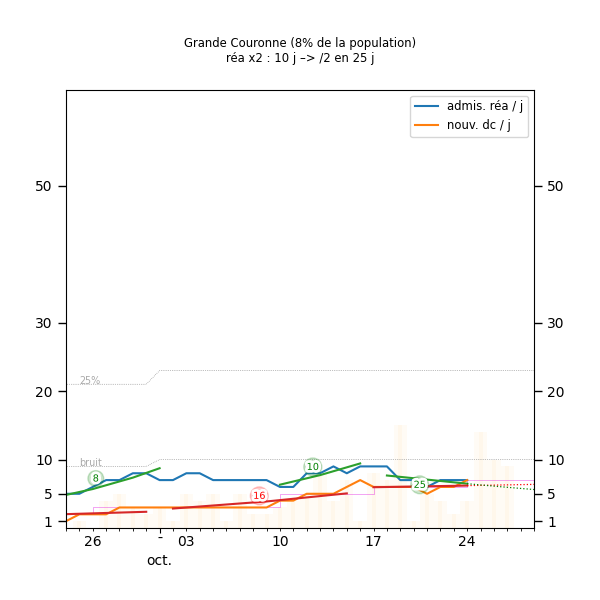 Grande Couronne (8% de la population)
réa x2 : 10 j –> /2 en 25 j
admis. réa / j
nouv. dc / j
50 50
30 30
25%
20 20
bruit
10 10 10
8
16
25
5 5
1 1
26 - 03 10 17 24
oct.